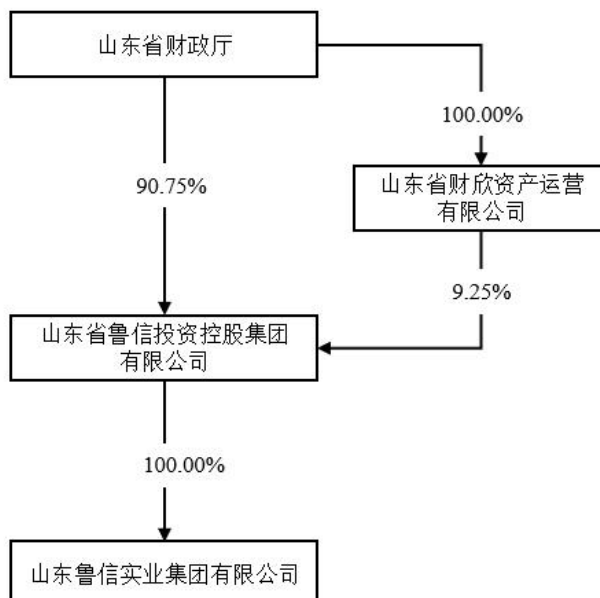 山东省财政厅
100.00%
90.75%
山东省财欣资产运营
有限公司
9.25%
山东省鲁信投资控股集团
有限公司
100.00%
山东鲁信实业集团有限公司